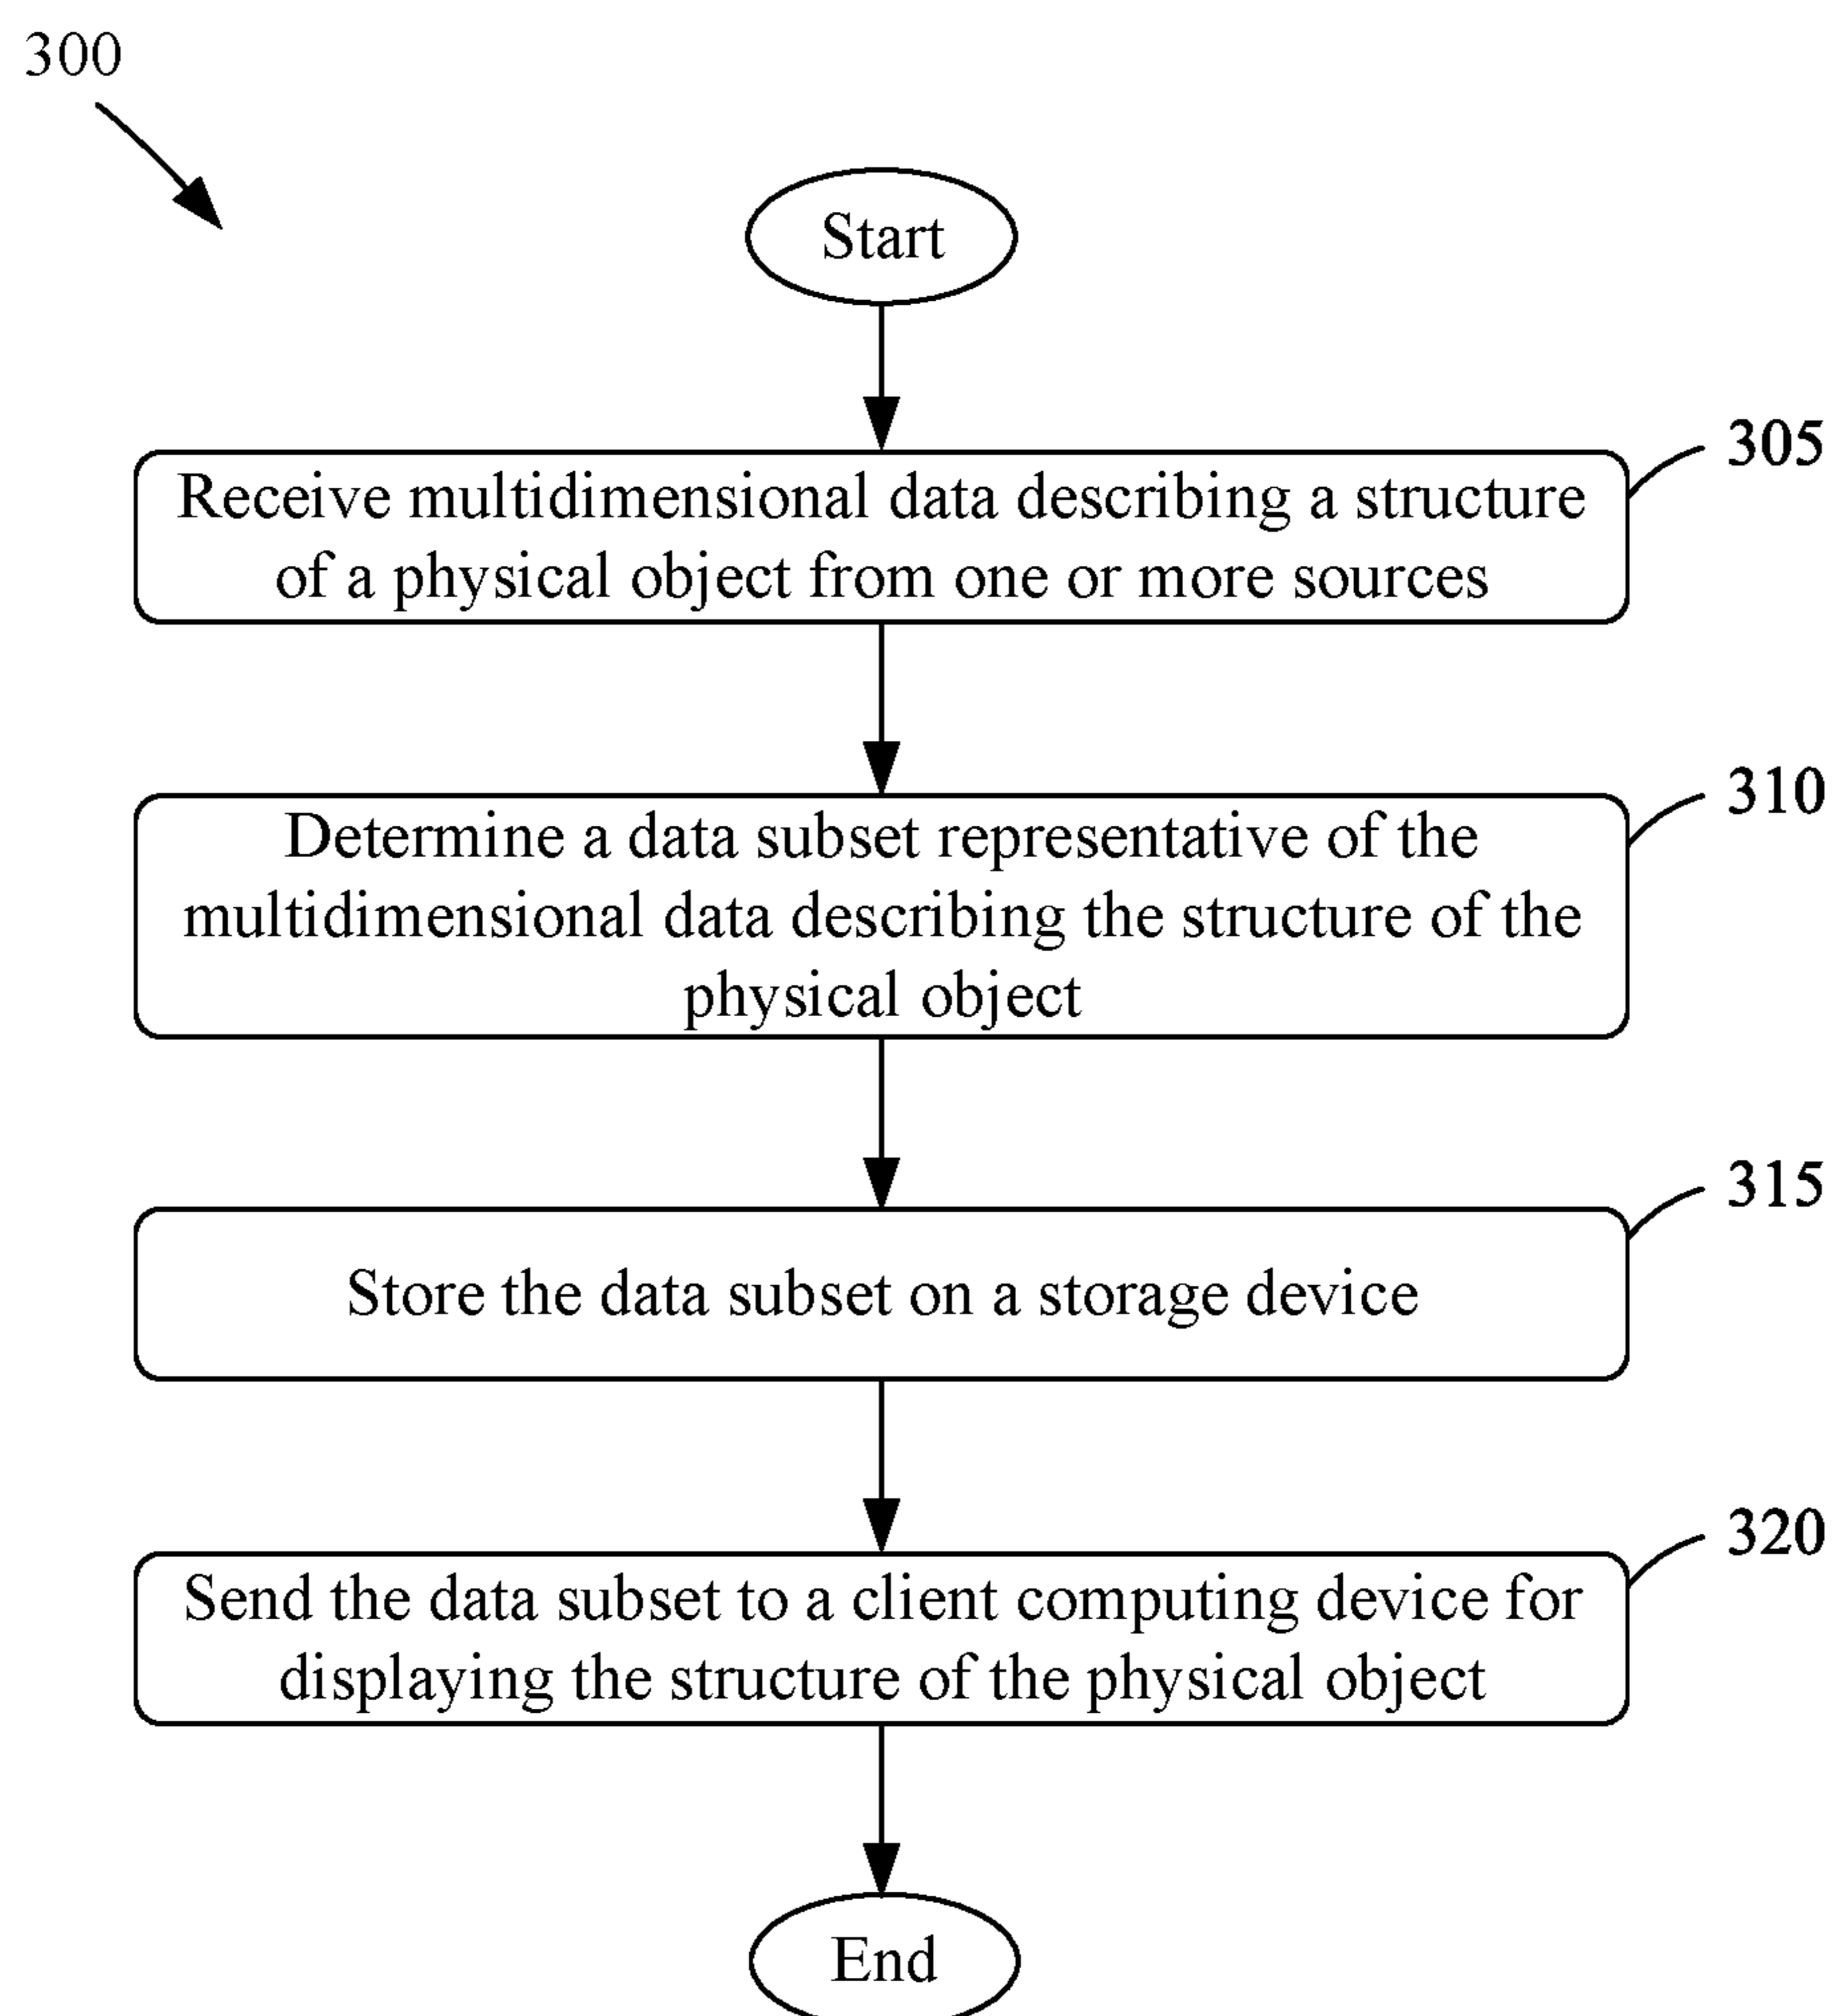 300
Start
305
Receive multidimensional data describing a structure
of a physical object from one or more sources
310
Determine a data subset representative of the
multidimensional data describing the structure of the
physical object
315
Store the data subset on a storage device
320
Send the data subset to a client computing device for
displaying the structure of the physical object
End